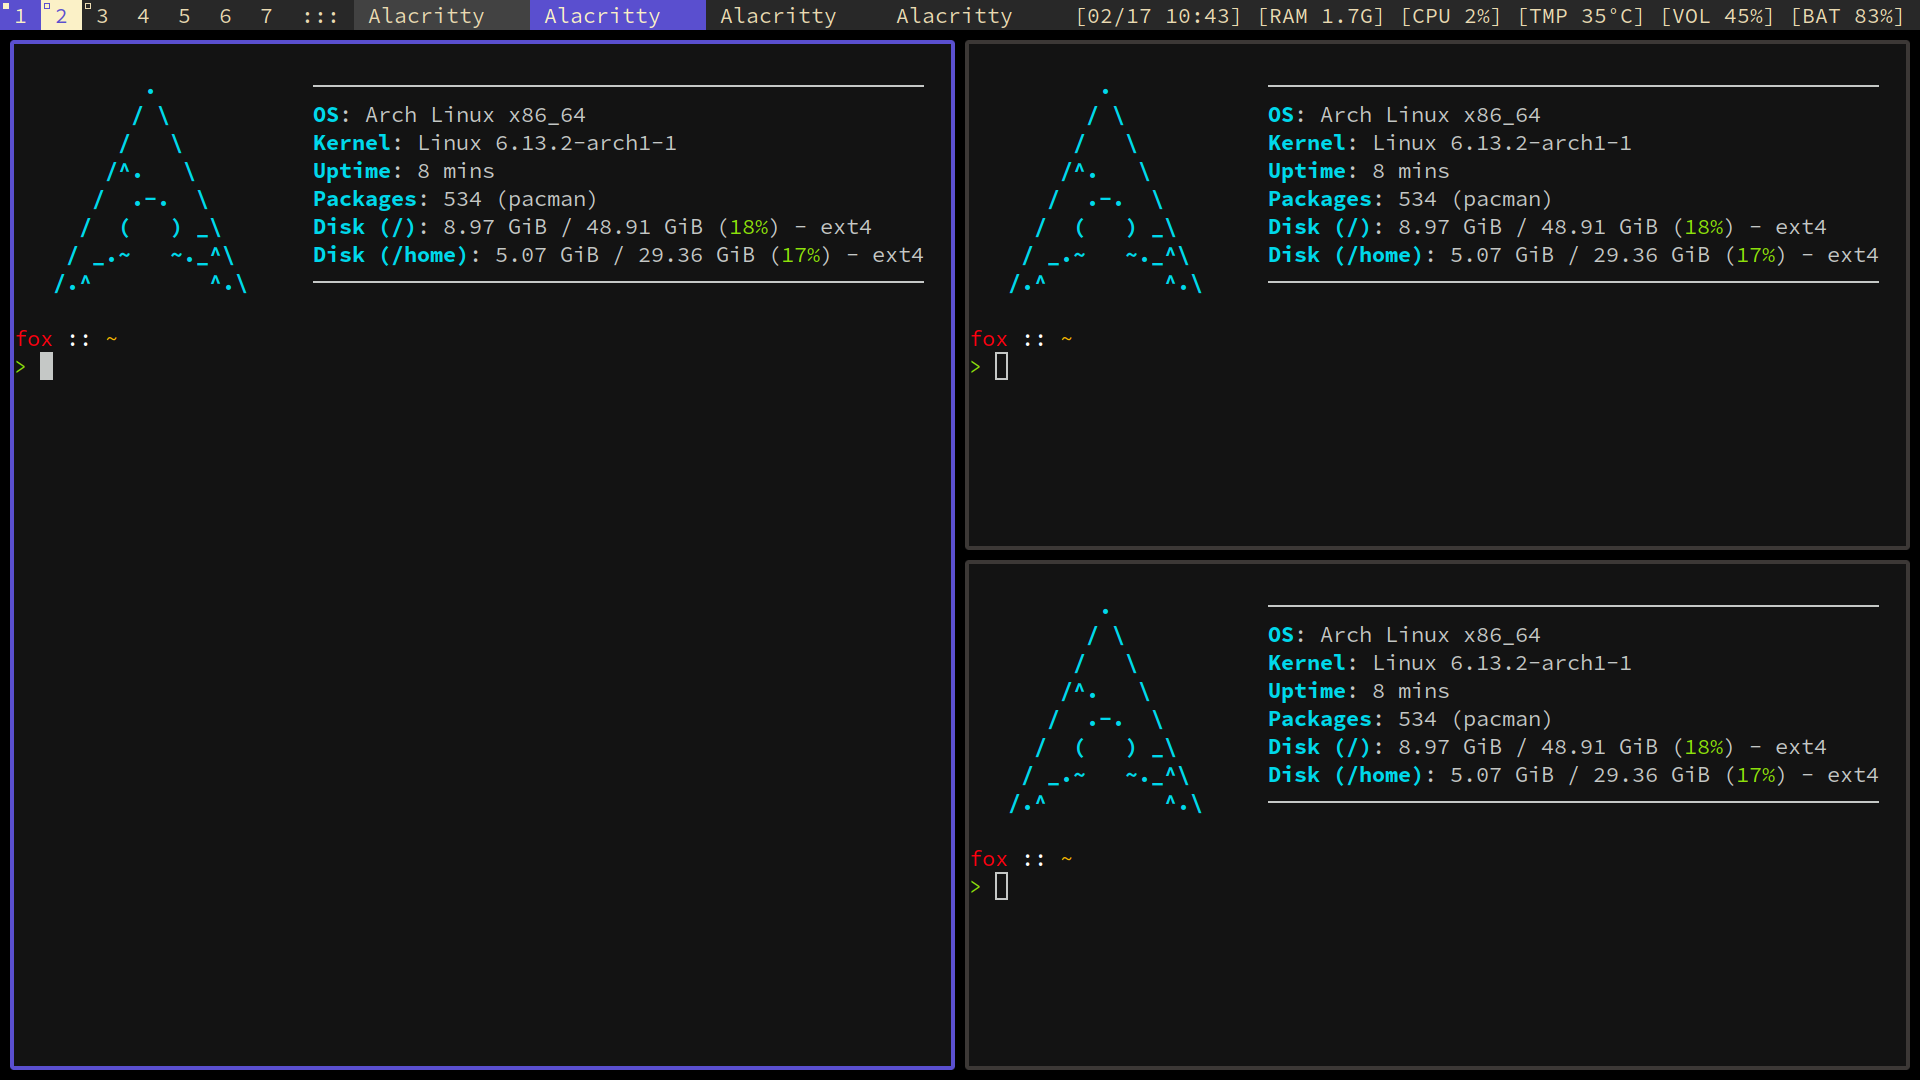 1 2 3 4 5 6 7 ::: Alacritty Alacritty Alacritty Alacritty [02/17 10:43] [RAM 1.7G] [CPU 2%] [TMP 35°C] [VOL 45%] [BAT 83%]
OS: Arch Linux x86_64
Kernel: Linux 6.13.2-arch1-1
Uptime: 8 mins
Packages: 534 (pacman)
Disk (/): 8.97 GiB / 48.91 GiB (18%) - ext4
Disk (/home): 5.07 GiB / 29.36 GiB (17%) - ext4
fox :: ~
>
OS: Arch Linux x86_64
Kernel: Linux 6.13.2-arch1-1
Uptime: 8 mins
Packages: 534 (pacman)
Disk (/): 8.97 GiB / 48.91 GiB (18%) - ext4
Disk (/home): 5.07 GiB / 29.36 GiB (17%) - ext4
fox :: ~
>
OS: Arch Linux x86_64
Kernel: Linux 6.13.2-arch1-1
Uptime: 8 mins
Packages: 534 (pacman)
Disk (/): 8.97 GiB / 48.91 GiB (18%) - ext4
Disk (/home): 5.07 GiB / 29.36 GiB (17%) - ext4
fox :: ~
>